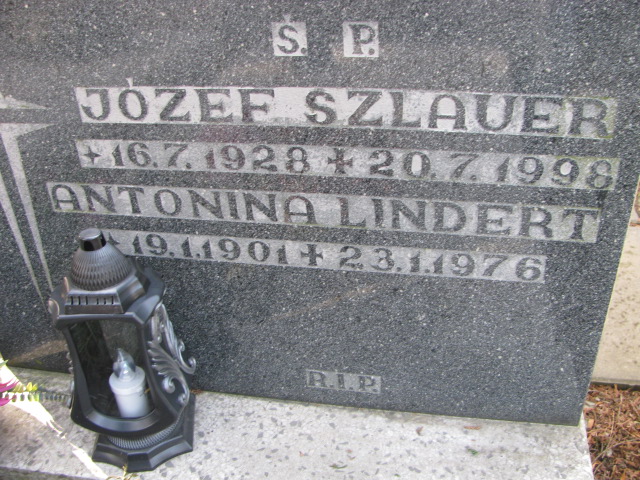 Ś. P.
JÓZEF SZLAUER
*16.7.1928 ✝ 20.7.1998
ANTONINA LINDERT
*19.1.1901 ✝ 23.1.1976
R.I.P.